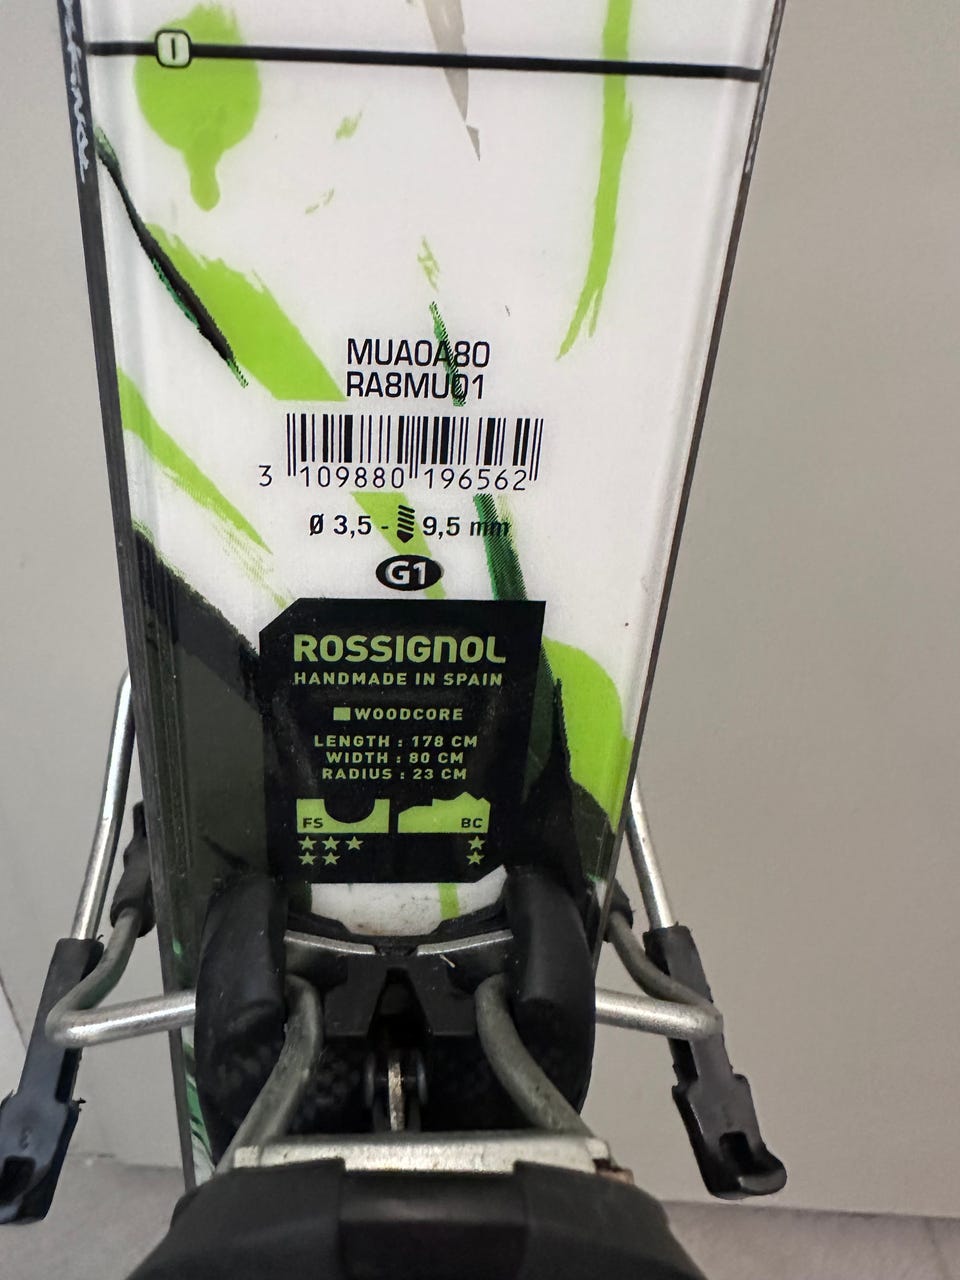 I
MUA0A80
RA8MU01
3 109880 196562
Ø 3,5 - 9,5 mm
G1
ROSSIGNOL
HANDMADE IN SPAIN
WOODCORE
LENGTH : 178 CM
WIDTH : 80 CM
RADIUS : 23 CM
FS BC